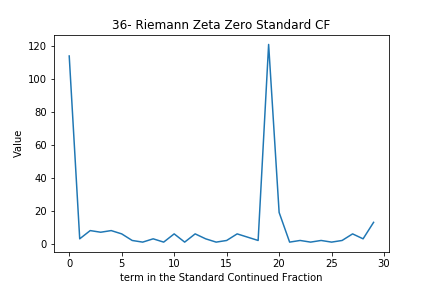 36- Riemann Zeta Zero Standard CF
Value
120
100
80
60
40
20
0
0 5 10 15 20 25 30
term in the Standard Continued Fraction